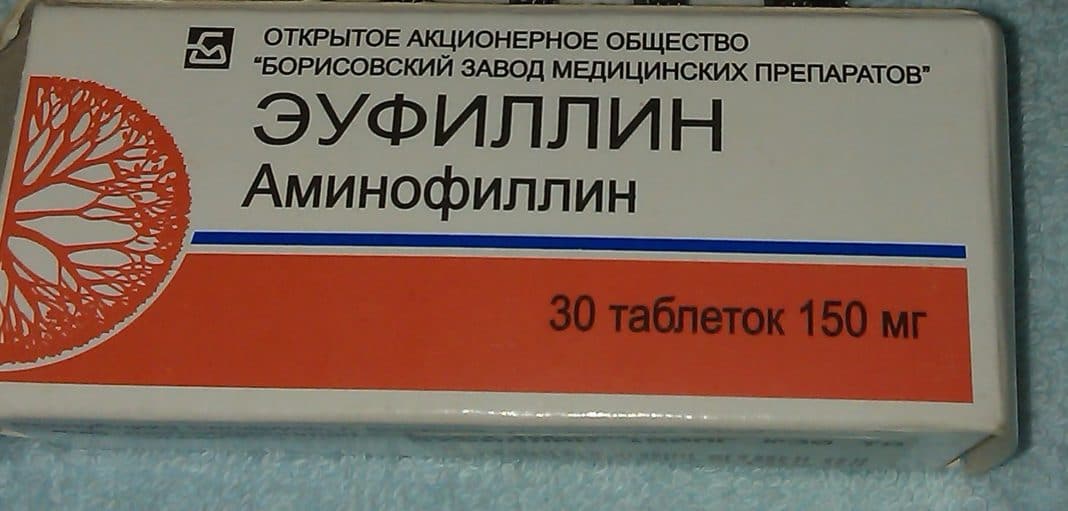 ОТКРЫТОЕ АКЦИОНЕРНОЕ ОБЩЕСТВО
"БОРИСОВСКИЙ ЗАВОД МЕДИЦИНСКИХ ПРЕПАРАТОВ"
ЭУФИЛЛИН
Аминофиллин
30 таблеток 150 мг